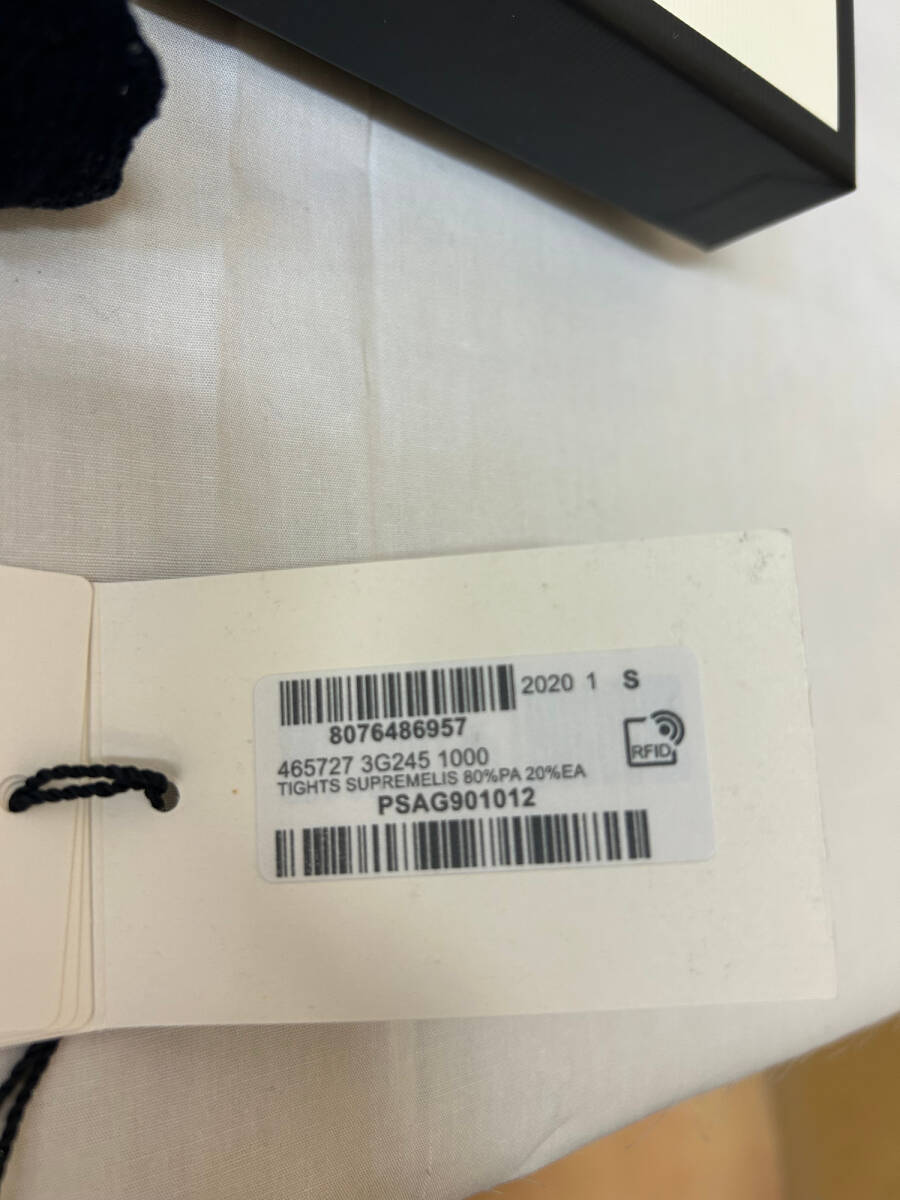 2020 1 S
8076486957
RFID
465727 3G245 1000
TIGHTS SUPREMELIS 80%PA 20%EA
PSAG901012